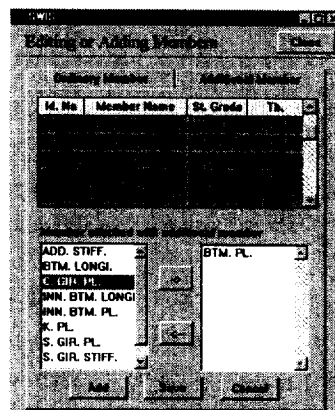 SWIS
Editing or Adding Members
Close
Ordinary Member Additional Member
Id. No Member Name St. Grade Th.
ADD. STIFF.
BTM. LONGI.
C. GIR. PL.
INN. BTM. LONGI
INN. BTM. PL.
K. PL.
S. GIR. PL.
S. GIR. STIFF.
BTM. PL.
Add Save Cancel